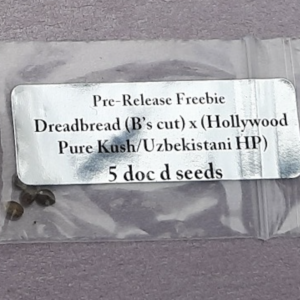 Pre-Release Freebie
Dreadbread (B's cut) x (Hollywood
Pure Kush/Uzbekistani HP)
5 doc d seeds